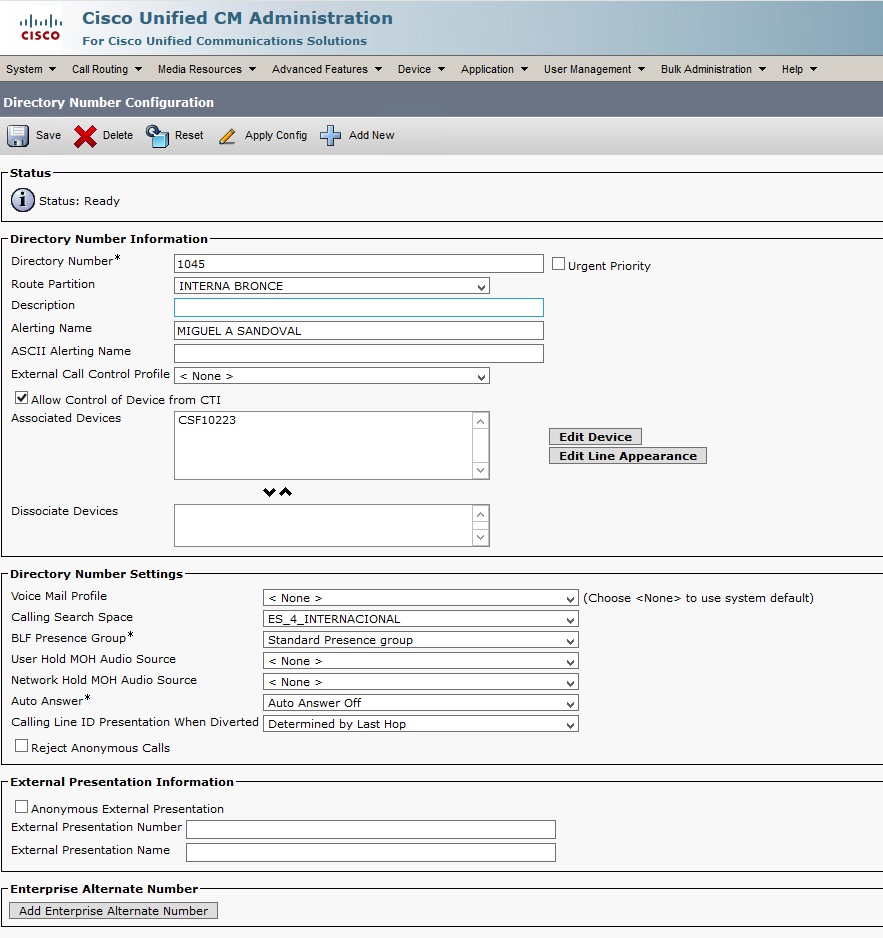 Cisco Unified CM Administration
CISCO
For Cisco Unified Communications Solutions
System Call Routing Media Resources Advanced Features Device Application User Management Bulk Administration Help
Directory Number Configuration
Save Delete Reset Apply Config Add New
Status
i Status: Ready
Directory Number Information
Directory Number* 1045 Urgent Priority
Route Partition INTERNA BRONCE
Description
Alerting Name MIGUEL A SANDOVAL
ASCII Alerting Name
External Call Control Profile < None >
Allow Control of Device from CTI
Associated Devices CSF10223
Edit Device
Edit Line Appearance
Dissociate Devices
Directory Number Settings
Voice Mail Profile < None > (Choose <None> to use system default)
Calling Search Space ES_4_INTERNACIONAL
BLF Presence Group* Standard Presence group
User Hold MOH Audio Source < None >
Network Hold MOH Audio Source < None >
Auto Answer* Auto Answer Off
Calling Line ID Presentation When Diverted Determined by Last Hop
Reject Anonymous Calls
External Presentation Information
Anonymous External Presentation
External Presentation Number
External Presentation Name
Enterprise Alternate Number
Add Enterprise Alternate Number